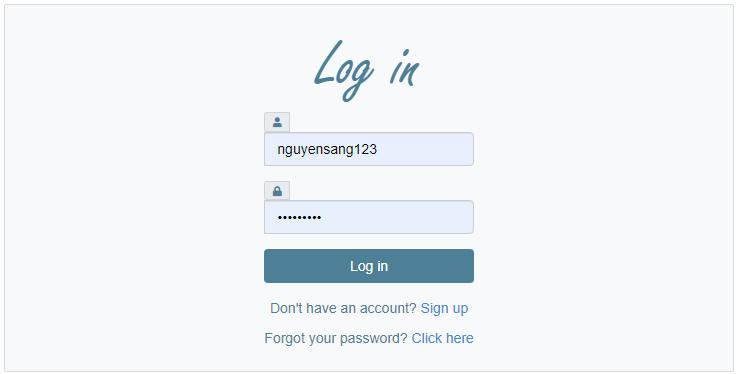 Log in
nguyensang123
•••••••••
Log in
Don't have an account? Sign up
Forgot your password? Click here